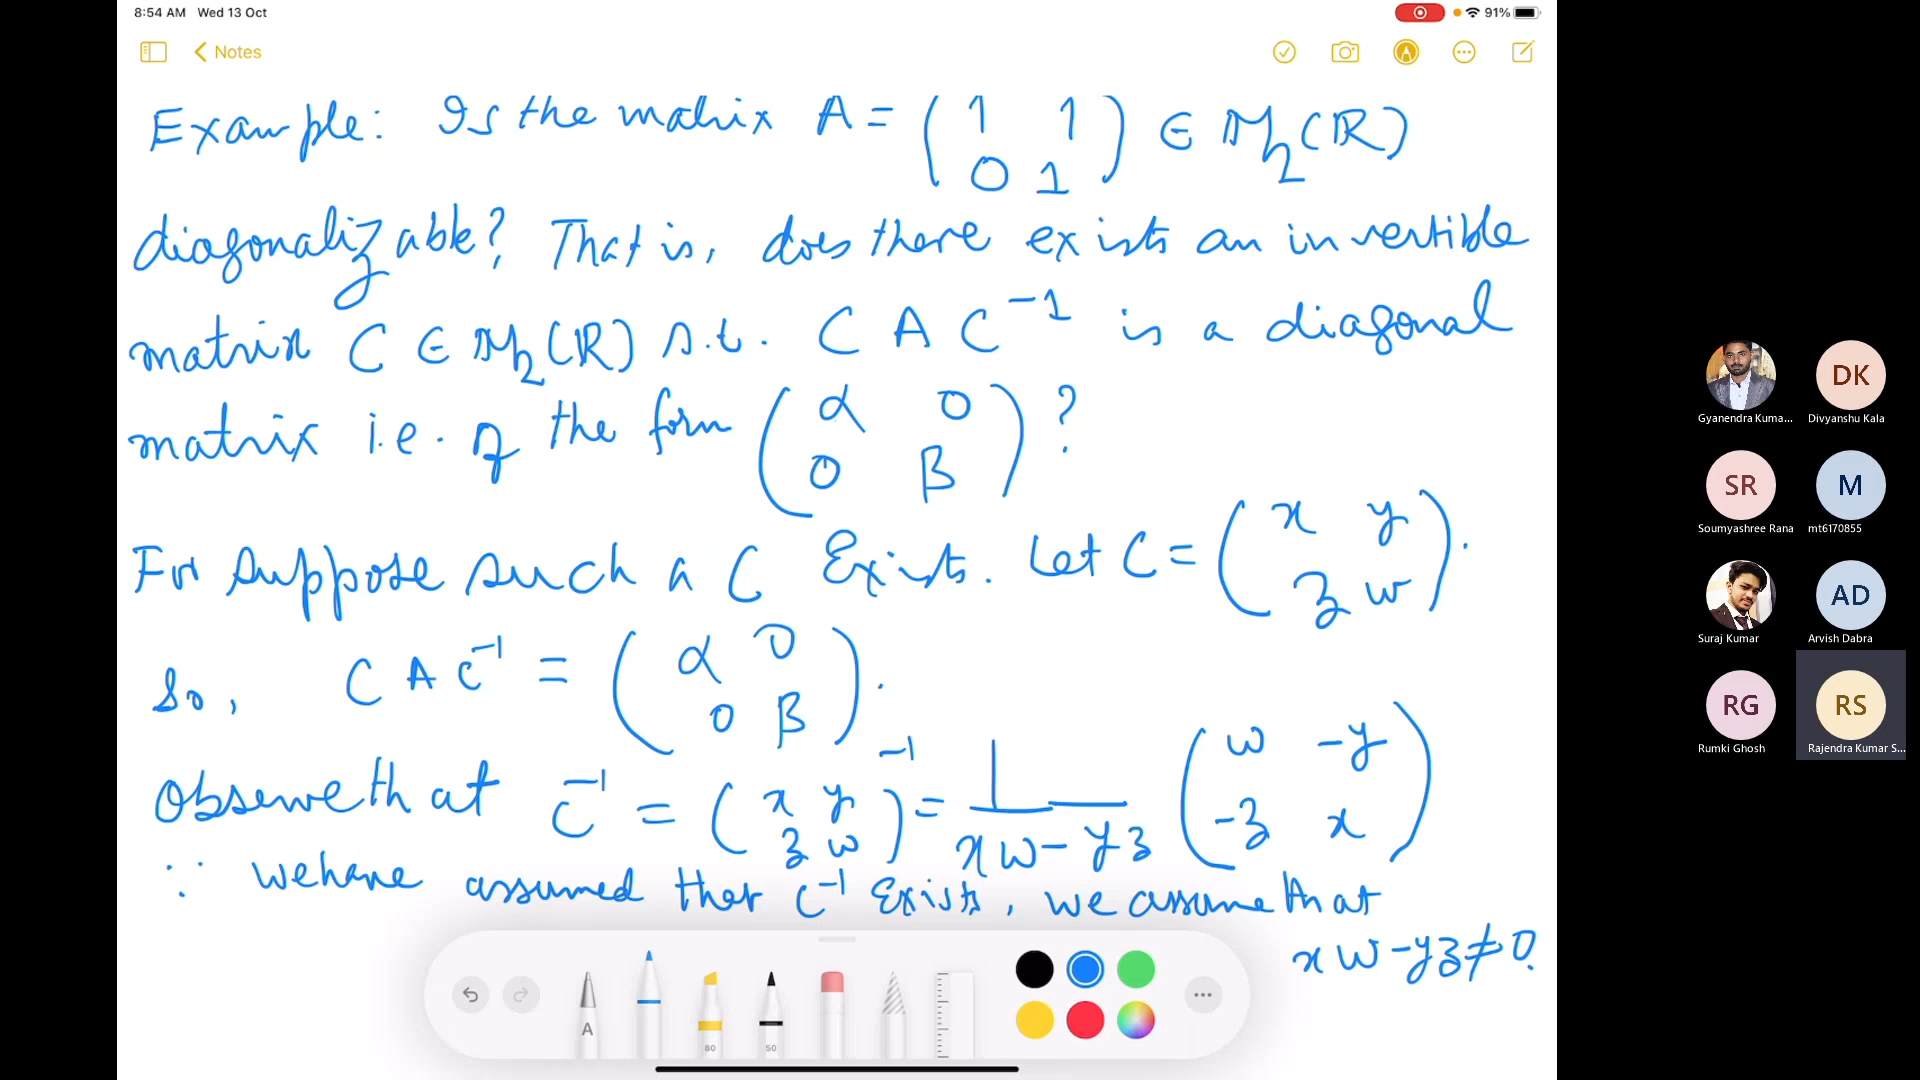 8:54 AM Wed 13 Oct
91%
Notes
Example: Is the matrix A = ( 1 1 ) ∈ M₂(ℝ)
0 1
diagonalizable? That is, does there exists an invertible
matrix C ∈ M₂(ℝ) s.t. C A C⁻¹ is a diagonal
matrix i.e. of the form ( α 0 ) ?
0 β
For suppose such a C Exists. Let C = ( x y ).
z w
So, C A C⁻¹ = ( α 0 ).
0 β
Observe that C⁻¹ = ( x y )⁻¹ = 1 ( w -y )
z w xw - yz -z x
∵ we have assumed that C⁻¹ Exists, we assume that
xw - yz ≠ 0.
A
80
50
DK
Gyanendra Kuma... Divyanshu Kala
SR M
Soumyashree Rana mt6170855
AD
Suraj Kumar Arvish Dabra
RG RS
Rumki Ghosh Rajendra Kumar S...